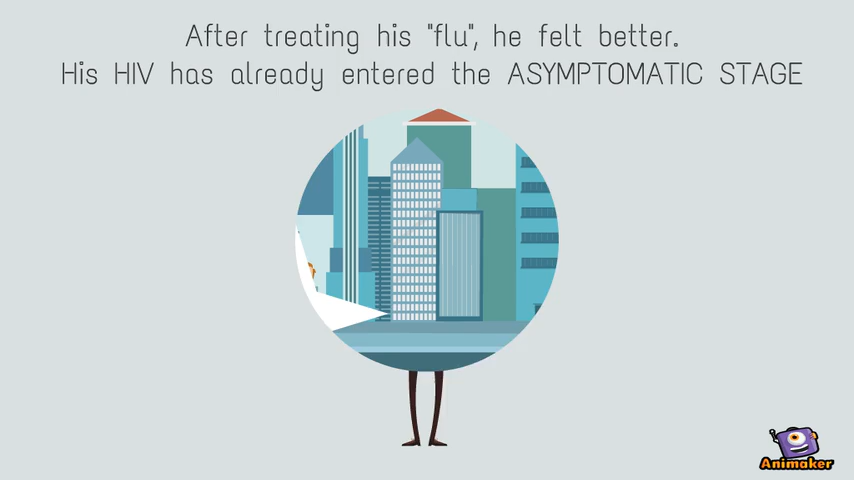 After treating his "flu", he felt better.
His HIV has already entered the ASYMPTOMATIC STAGE
Animaker